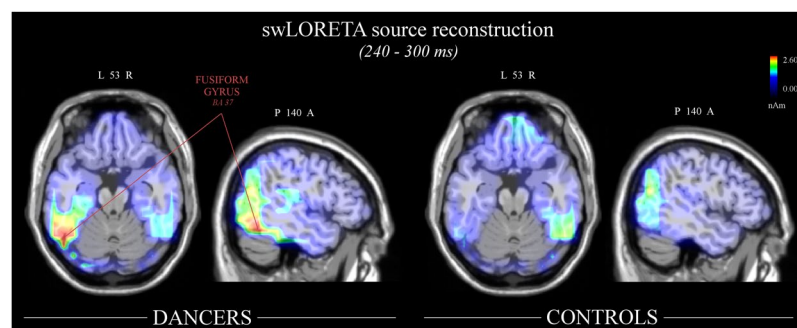 swLORETA source reconstruction
(240 - 300 ms)
L 53 R
FUSIFORM
GYRUS
BA 37
P 140 A
L 53 R
P 140 A
2.60
0.00
nAm
DANCERS
CONTROLS